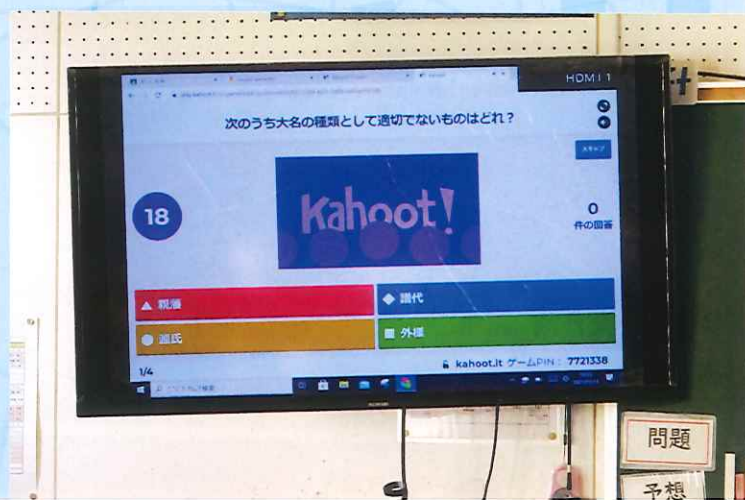 HDMI 1
次のうち大名の種類として適切でないものはどれ？
スキップ
18
Kahoot!
0
件の回答
親藩
譜代
外様
1/4
kahoot.it ゲームPIN： 7721338
問題
予想